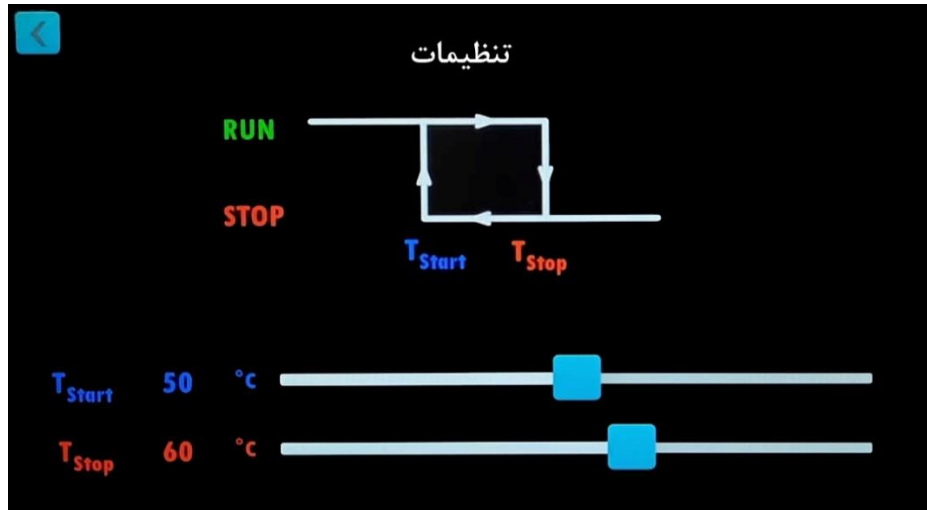 تنظیمات
RUN
STOP
TStart TStop
TStart 50 °c
TStop 60 °c